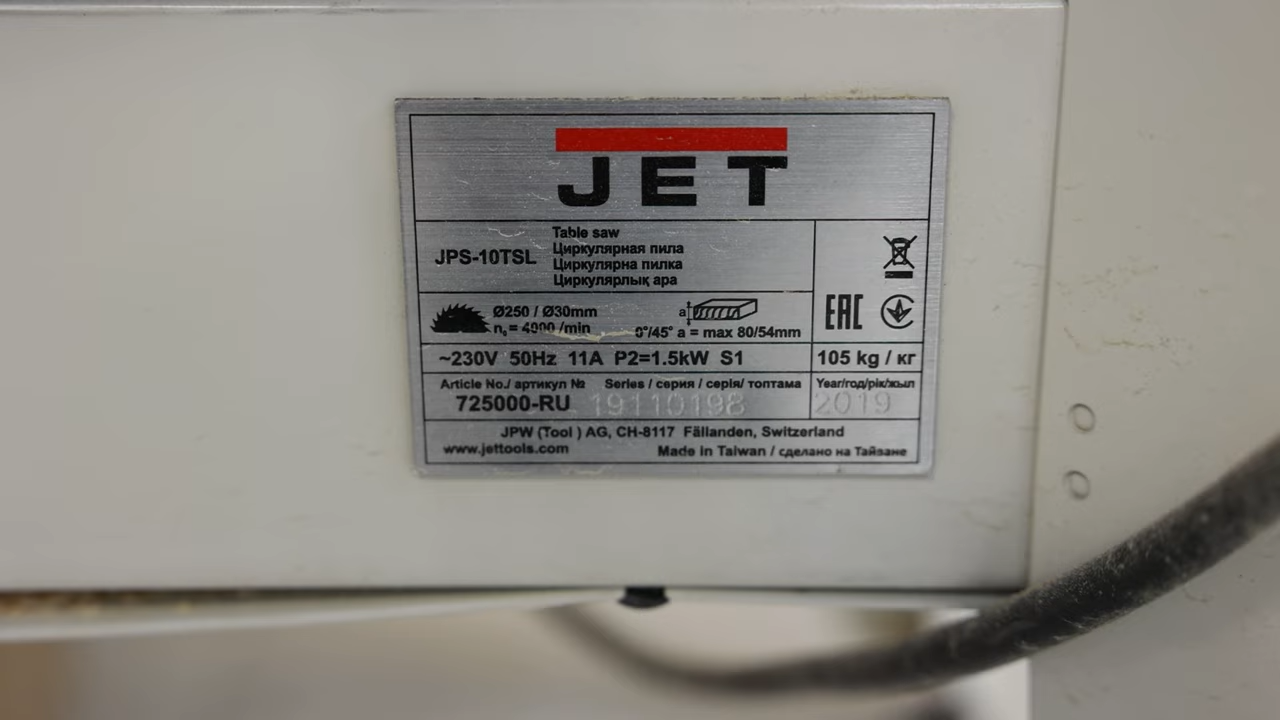 JET
JPS-10TSL
Table saw
Циркулярная пила
Циркулярна пилка
Циркулярлық ара
Ø250 / Ø30mm
n₀ = 4000 /min
a
0°/45° a = max 80/54mm
EAC
~230V 50Hz 11A P2=1.5kW S1
105 kg / кг
Article No./ артикул №
725000-RU
Series / серия / серія/ топтама
19110198
Year/год/рік/жыл
2019
JPW (Tool ) AG, CH-8117 Fällanden, Switzerland
www.jettools.com
Made in Taiwan / сделано на Тайване